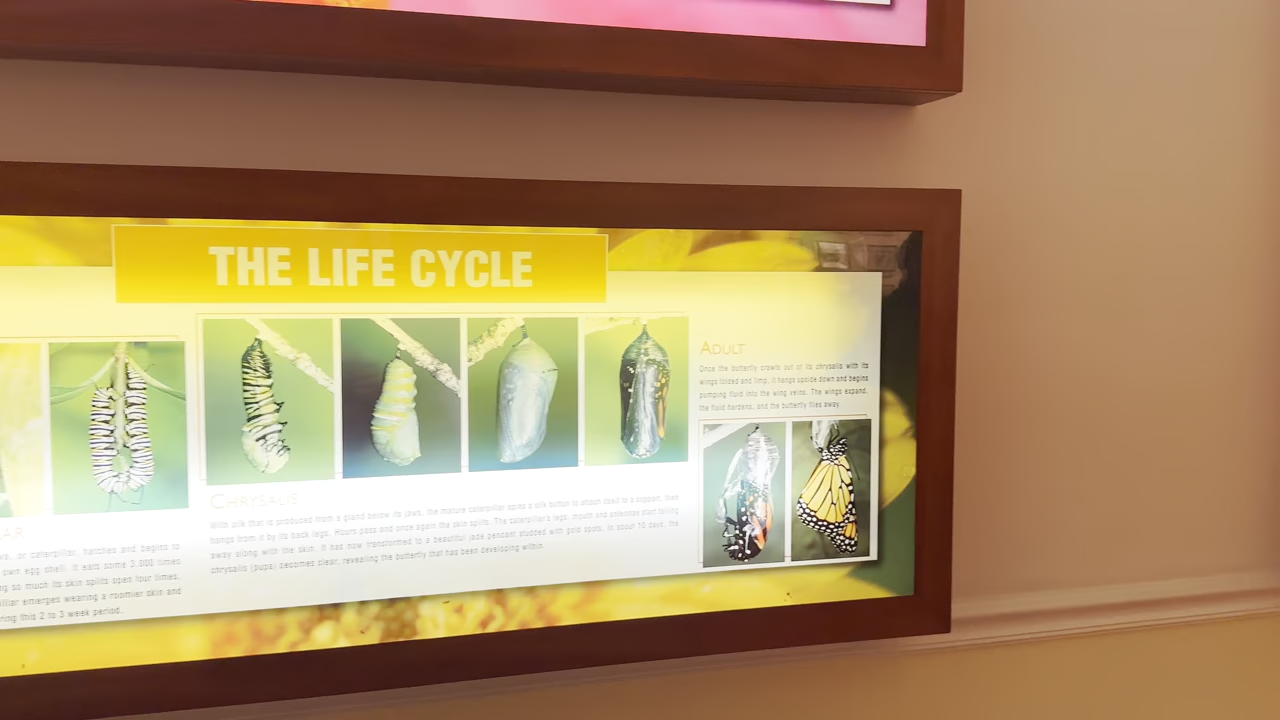 THE LIFE CYCLE
ADULT
Once the butterfly crawls out of its chrysalis with its
wings folded and limp, it hangs upside down and begins
pumping fluid into the wing veins. The wings expand,
the fluid hardens, and the butterfly flies away.
CHRYSALIS
With silk that is produced from a gland below its jaws, the mature caterpillar spins a silk button to attach itself to a support, then
hangs from it by its back legs. Hours pass and once again the skin splits. The caterpillar's legs, mouth and antennae start falling
away along with the skin. It has now transformed to a beautiful jade pendant studded with gold spots. In about 10 days, the
chrysalis (pupa) becomes clear, revealing the butterfly that has been developing within.
AR
or caterpillar, hatches and begins to
own egg shell. It eats some 3,000 times
ng so much its skin splits open four times,
illar emerges wearing a roomier skin and
ring this 2 to 3 week period.